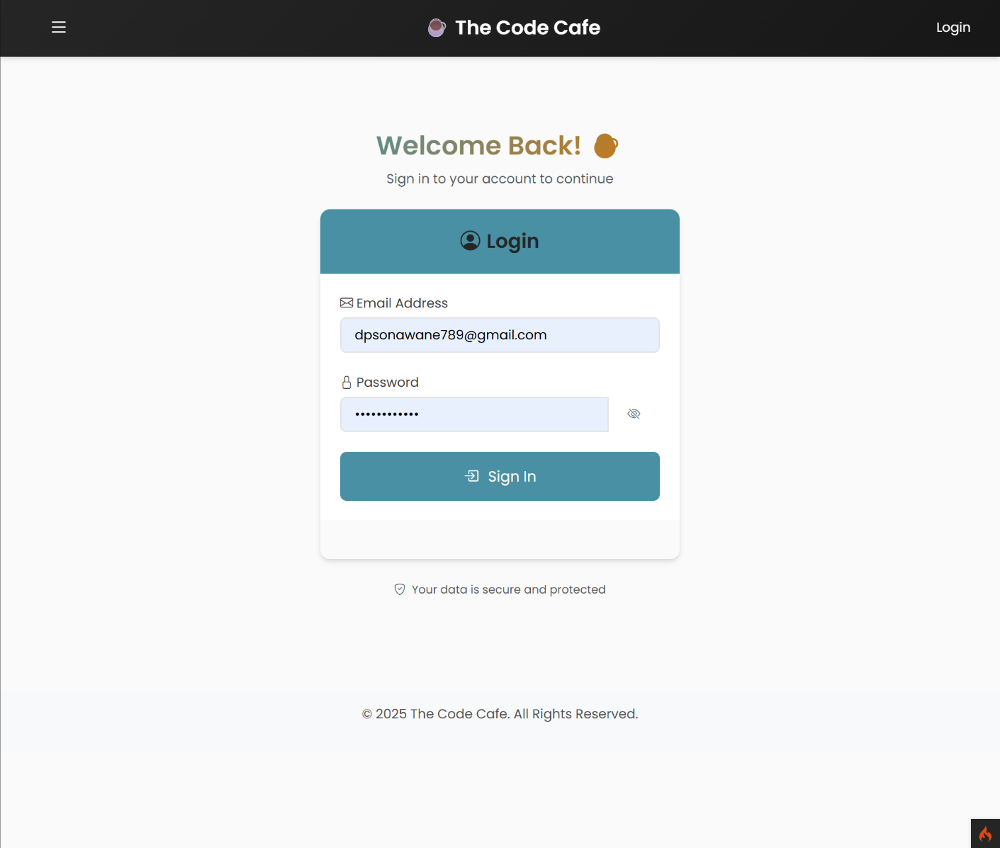 The Code Cafe
Login
Welcome Back!
Sign in to your account to continue
Login
Email Address
dpsonawane789@gmail.com
Password
••••••••••••
Sign In
Your data is secure and protected
© 2025 The Code Cafe. All Rights Reserved.